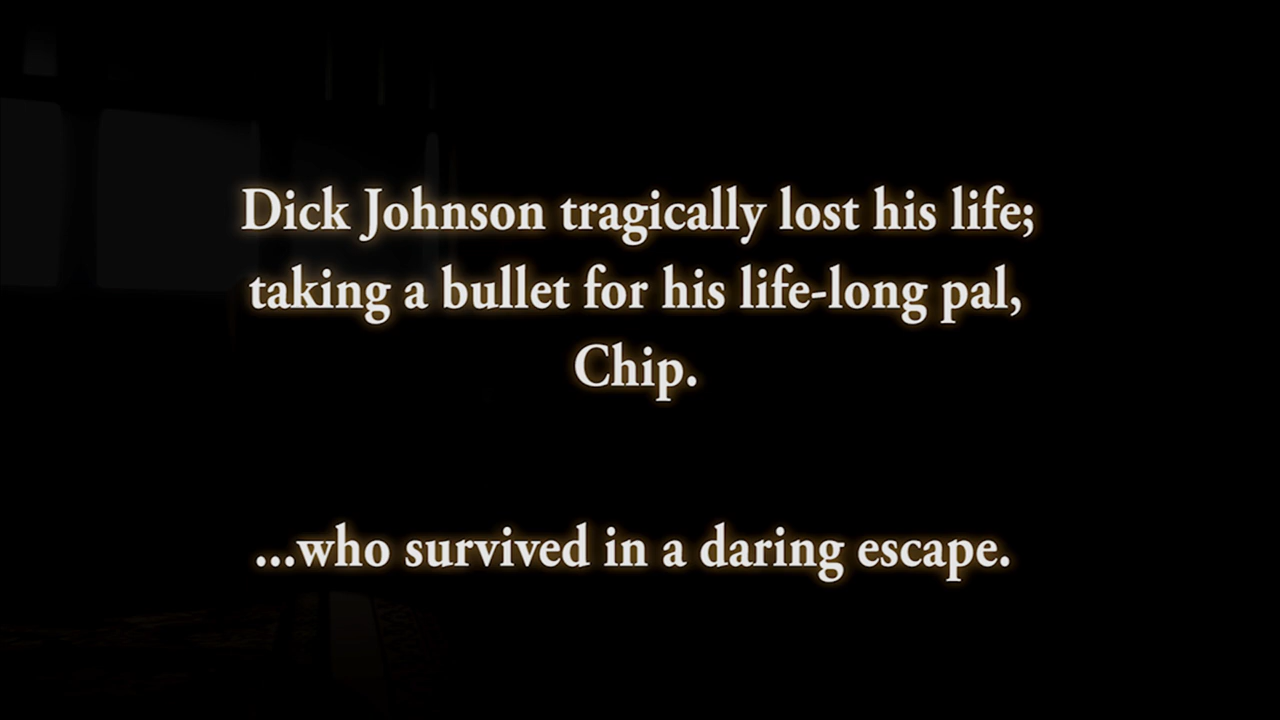 Dick Johnson tragically lost his life;
taking a bullet for his life-long pal,
Chip.
...who survived in a daring escape.